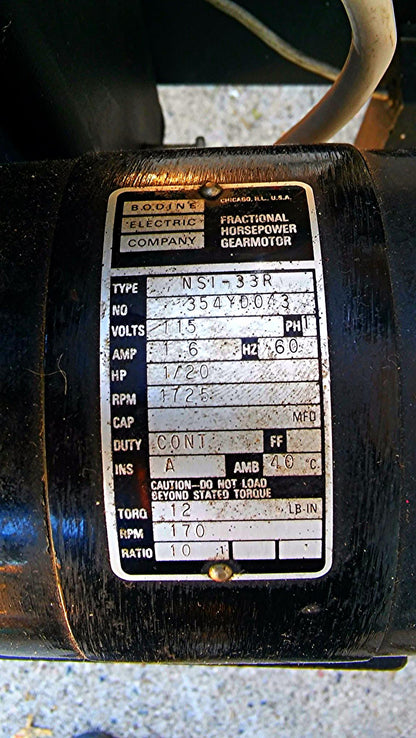 BODINE
ELECTRIC
COMPANY
CHICAGO, ILL., U.S.A.
FRACTIONAL
HORSEPOWER
GEARMOTOR
TYPE NSI-33R
NO 354Y0043
VOLTS 115 PH 1
AMP 1.6 HZ 60
HP 1/20
RPM 1725
CAP MFD
DUTY CONT FF
INS A AMB 40 °C
CAUTION—DO NOT LOAD
BEYOND STATED TORQUE
TORQ 12 LB-IN
RPM 170
RATIO 10 :1